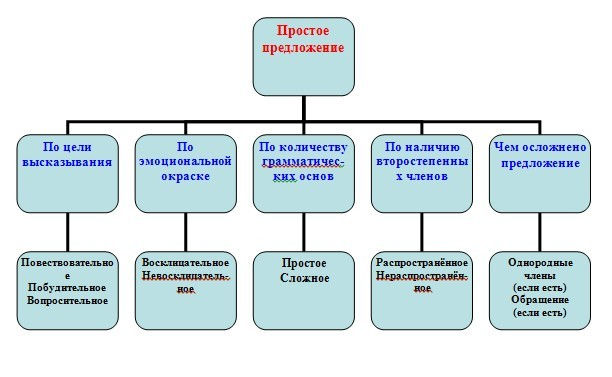 Простое
предложение
По цели
высказывания
По
эмоциональной
окраске
По количеству
грамматичес-
ких основ
По наличию
второстепенны
х членов
Чем осложнено
предложение
Повествовательно
е
Побудительное
Вопросительное
Восклицательное
Невосклицатель-
ное
Простое
Сложное
Распространённое
Нераспространён-
ное
Однородные
члены
(если есть)
Обращение
(если есть)